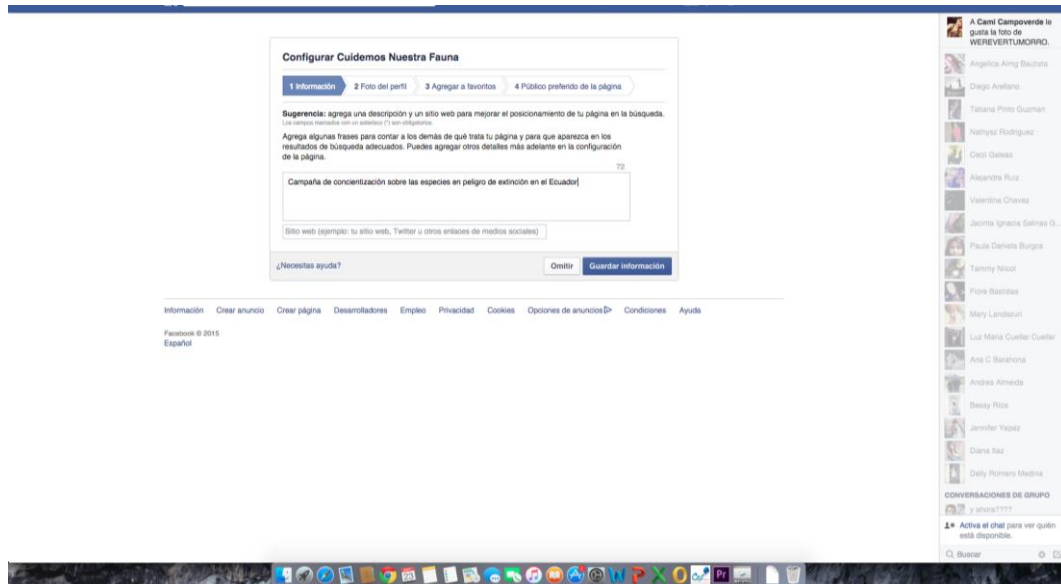 Configurar Cuidemos Nuestra Fauna
1 Información 2 Foto del perfil 3 Agregar a favoritos 4 Público preferido de la página
Sugerencia: agrega una descripción y un sitio web para mejorar el posicionamiento de tu página en la búsqueda.
Los campos marcados con un asterisco (*) son obligatorios.
Agrega algunas frases para contar a los demás de qué trata tu página y para que aparezca en los
resultados de búsqueda adecuados. Puedes agregar otros detalles más adelante en la configuración
de la página.
72
Campaña de concientización sobre las especies en peligro de extinción en el Ecuador
Sitio web (ejemplo: tu sitio web, Twitter u otros enlaces de medios sociales)
¿Necesitas ayuda? Omitir Guardar información
Información Crear anuncio Crear página Desarrolladores Empleo Privacidad Cookies Opciones de anuncios Condiciones Ayuda
Facebook © 2015
Español
A Cami Campoverde le
gusta la foto de
WEREVERTUMORRO.
Angelica Aimg Bautista
Diego Arellano
Tatiana Pinto Guzman
Nathyss Rodriguez
Ceci Galeas
Alejandra Ruiz
Valentina Chavez
Jacinta Ignacia Salinas G...
Paula Daniela Burgos
Tammy Nicol
Fiore Bastidas
Mary Landazuri
Luz Maria Cuellar Cuellar
Ana C Barahona
Andrea Almeida
Bessy Rios
Jennifer Yepez
Diana Itaz
Delly Romero Medina
CONVERSACIONES DE GRUPO
y ahora????
Activa el chat para ver quién
está disponible.
Buscar